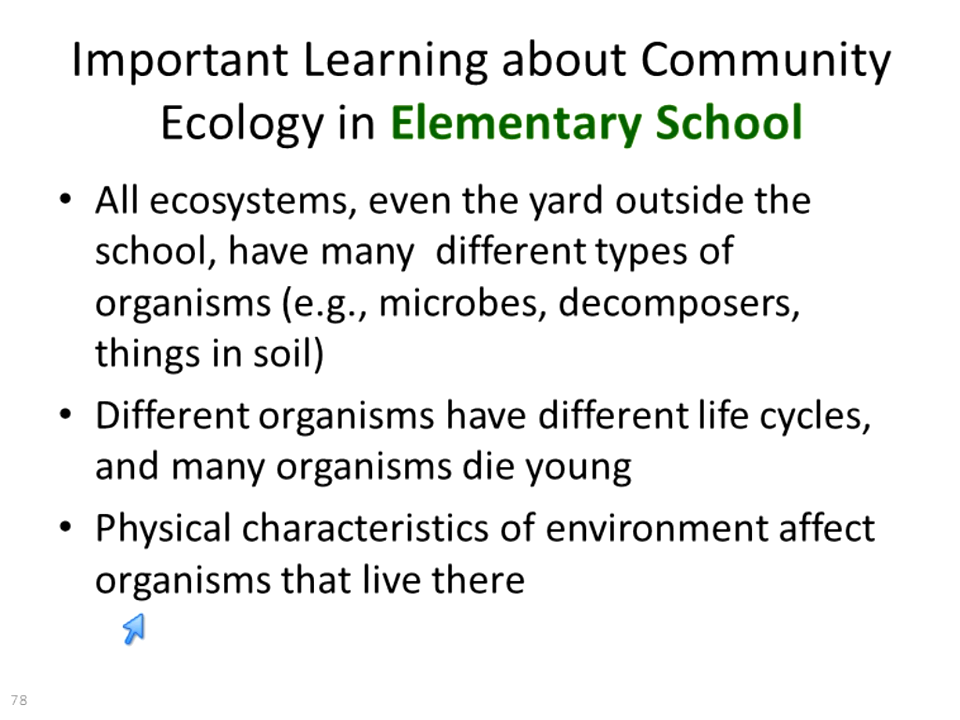 Important Learning about Community
Ecology in Elementary School
• All ecosystems, even the yard outside the
school, have many  different types of
organisms (e.g., microbes, decomposers,
things in soil)
• Different organisms have different life cycles,
and many organisms die young
• Physical characteristics of environment affect
organisms that live there
78